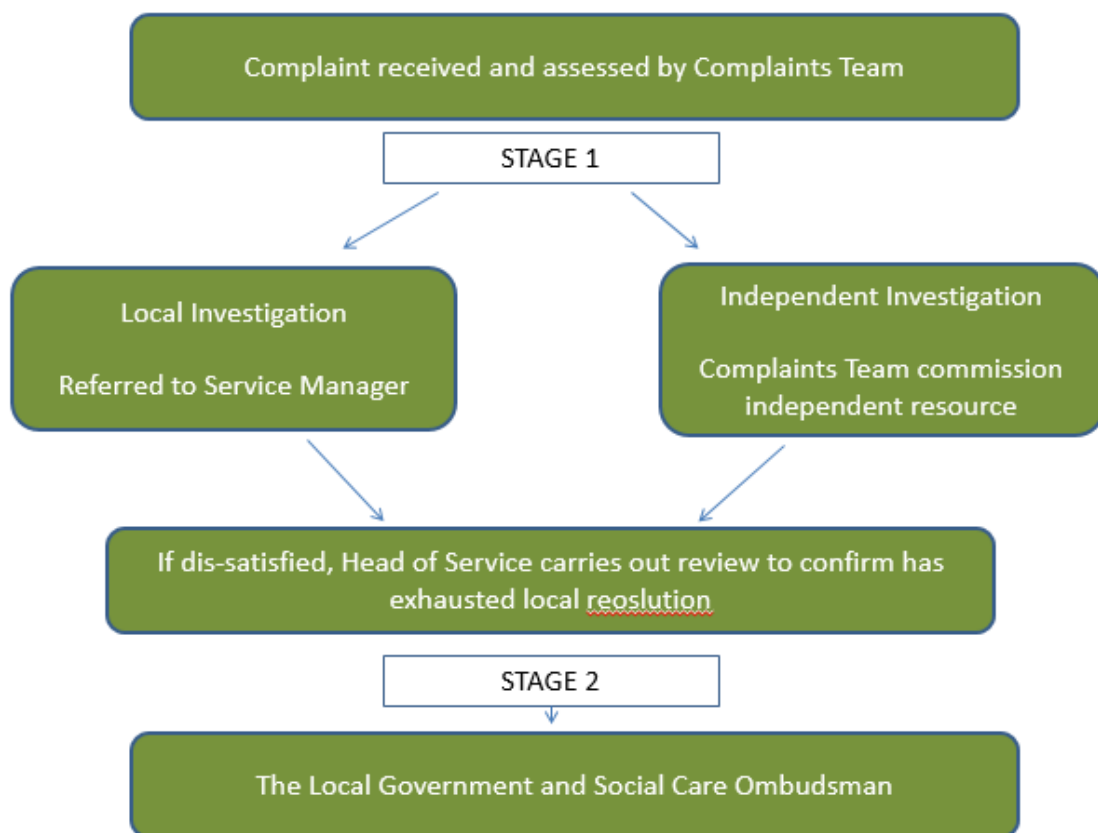 Complaint received and assessed by Complaints Team
STAGE 1
Local Investigation
Referred to Service Manager
Independent Investigation
Complaints Team commission
independent resource
If dis-satisfied, Head of Service carries out review to confirm has
exhausted local reoslution
STAGE 2
The Local Government and Social Care Ombudsman